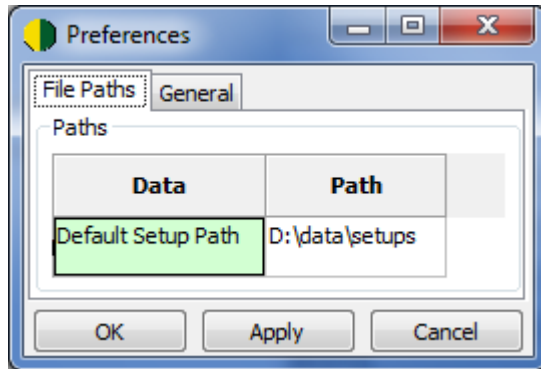 Preferences
File Paths General
Paths
Data Path
Default Setup Path D:\data\setups
OK Apply Cancel